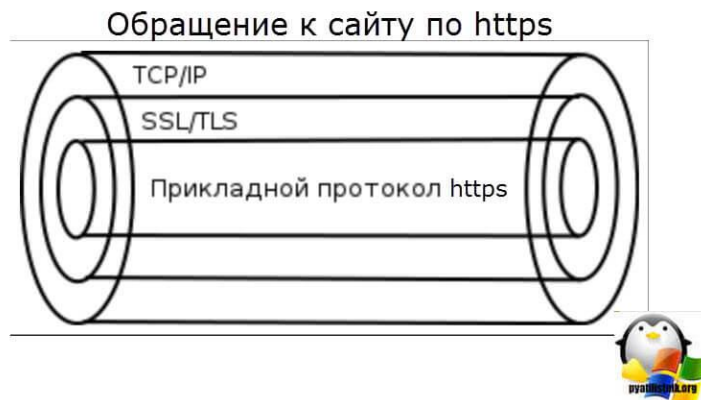 Обращение к сайту по https
TCP/IP
SSL/TLS
Прикладной протокол https
pyatilistnik.org